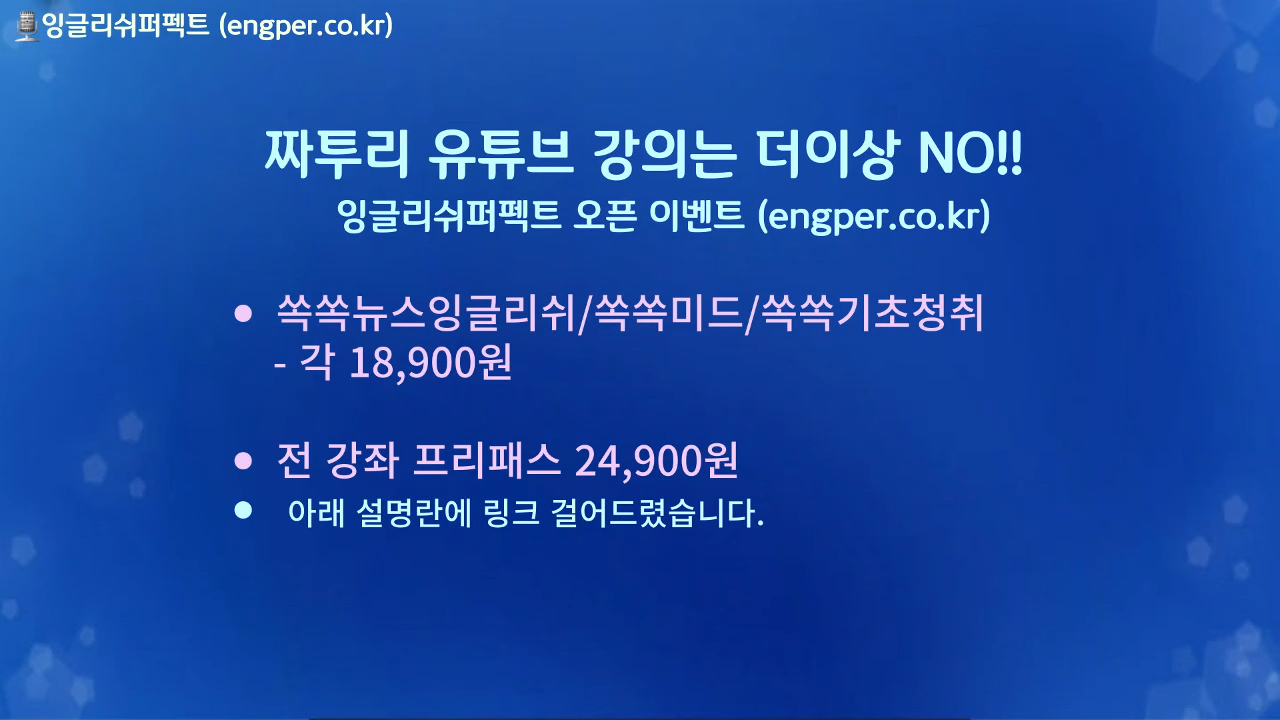 잉글리쉬퍼펙트 (engper.co.kr)
짜투리 유튜브 강의는 더이상 NO!!
잉글리쉬퍼펙트 오픈 이벤트 (engper.co.kr)
● 쏙쏙뉴스잉글리쉬/쏙쏙미드/쏙쏙기초청취
- 각 18,900원
● 전 강좌 프리패스 24,900원
● 아래 설명란에 링크 걸어드렸습니다.